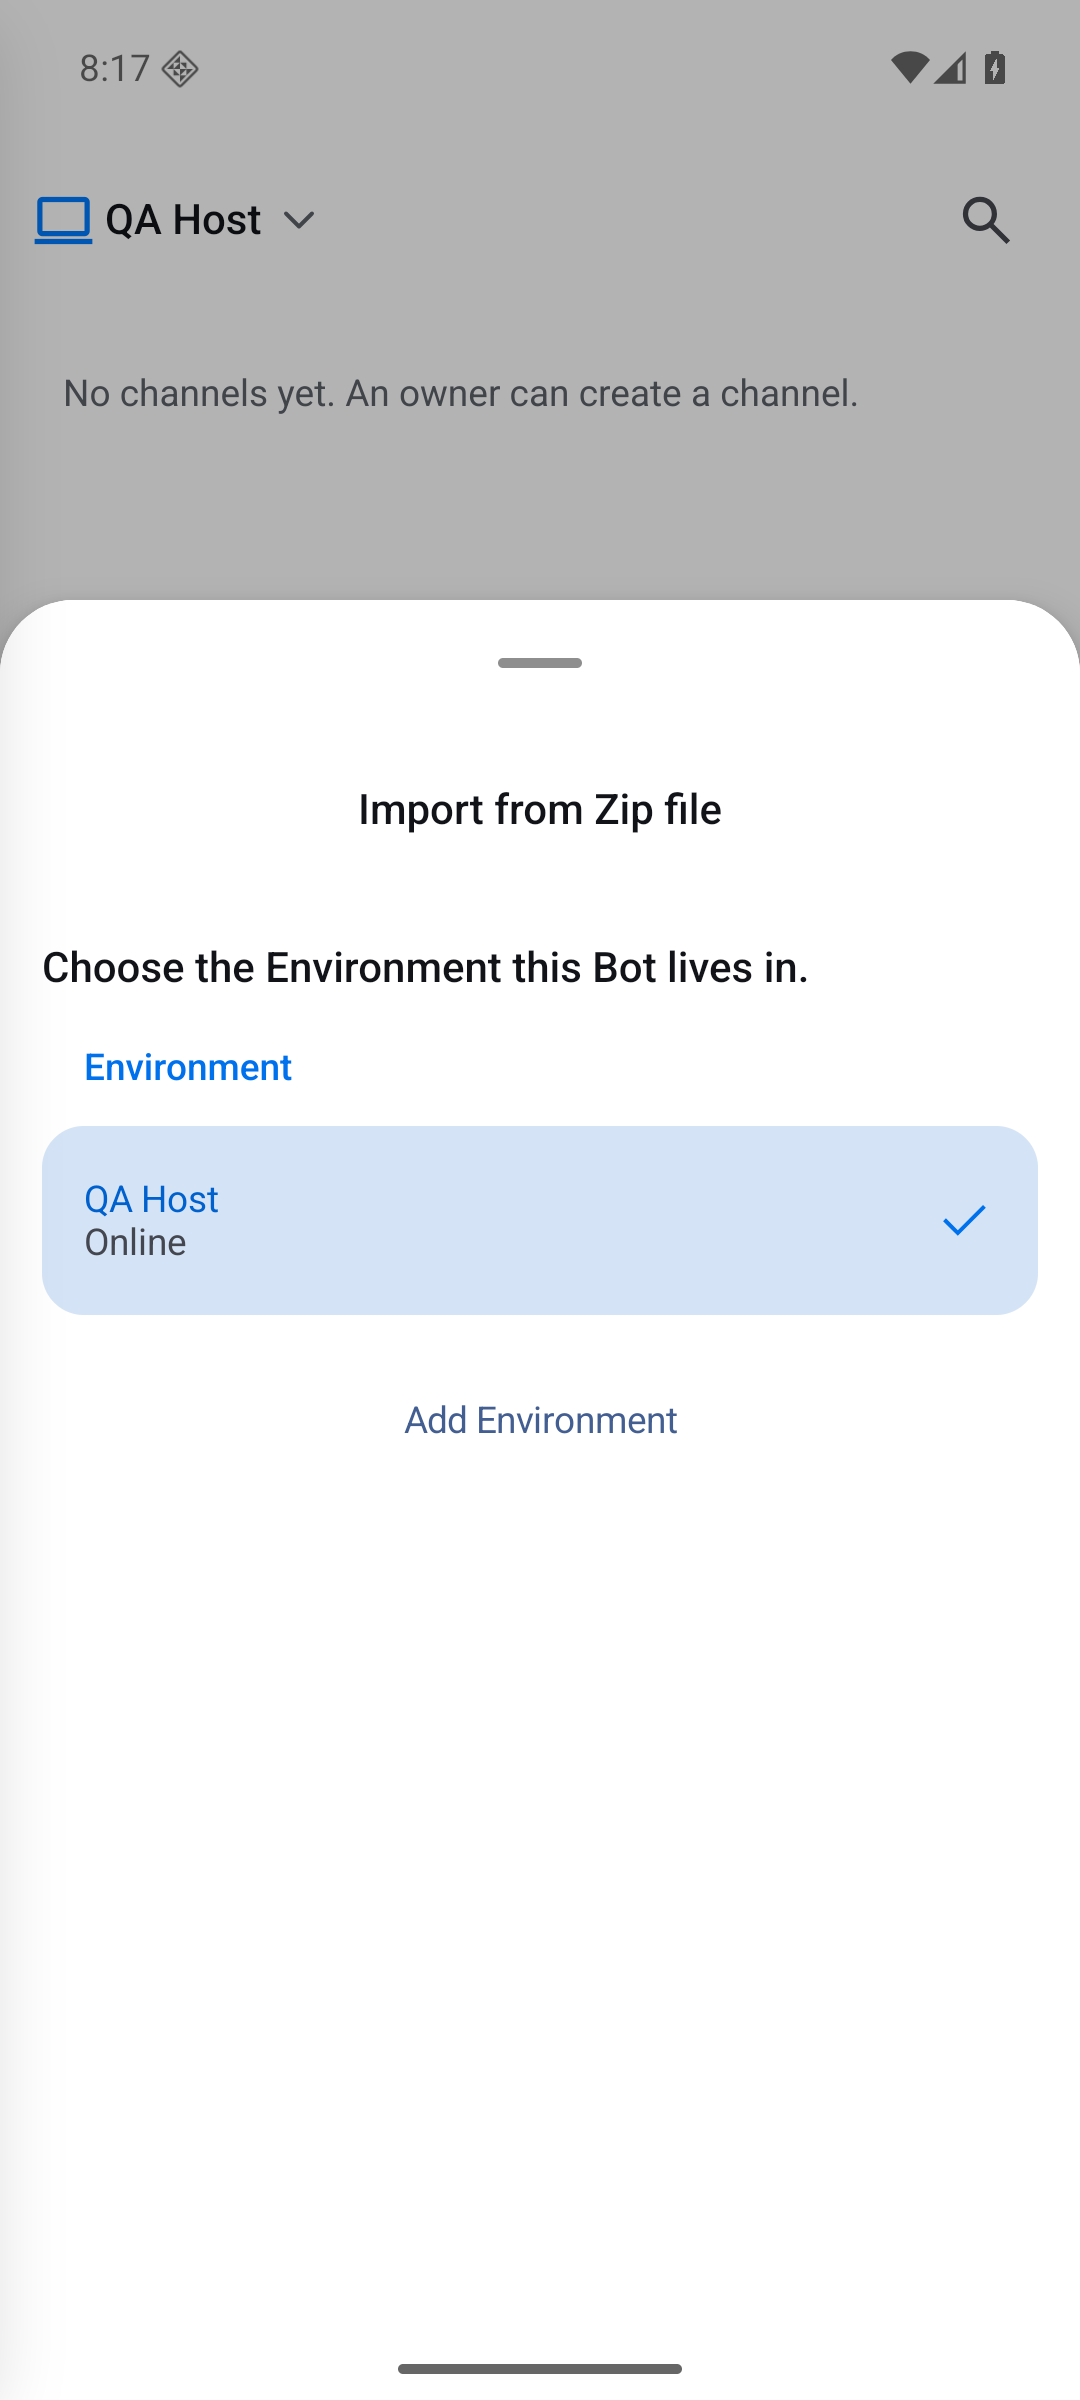 8:17
QA Host
No channels yet. An owner can create a channel.
Import from Zip file
Choose the Environment this Bot lives in.
Environment
QA Host
Online
Add Environment